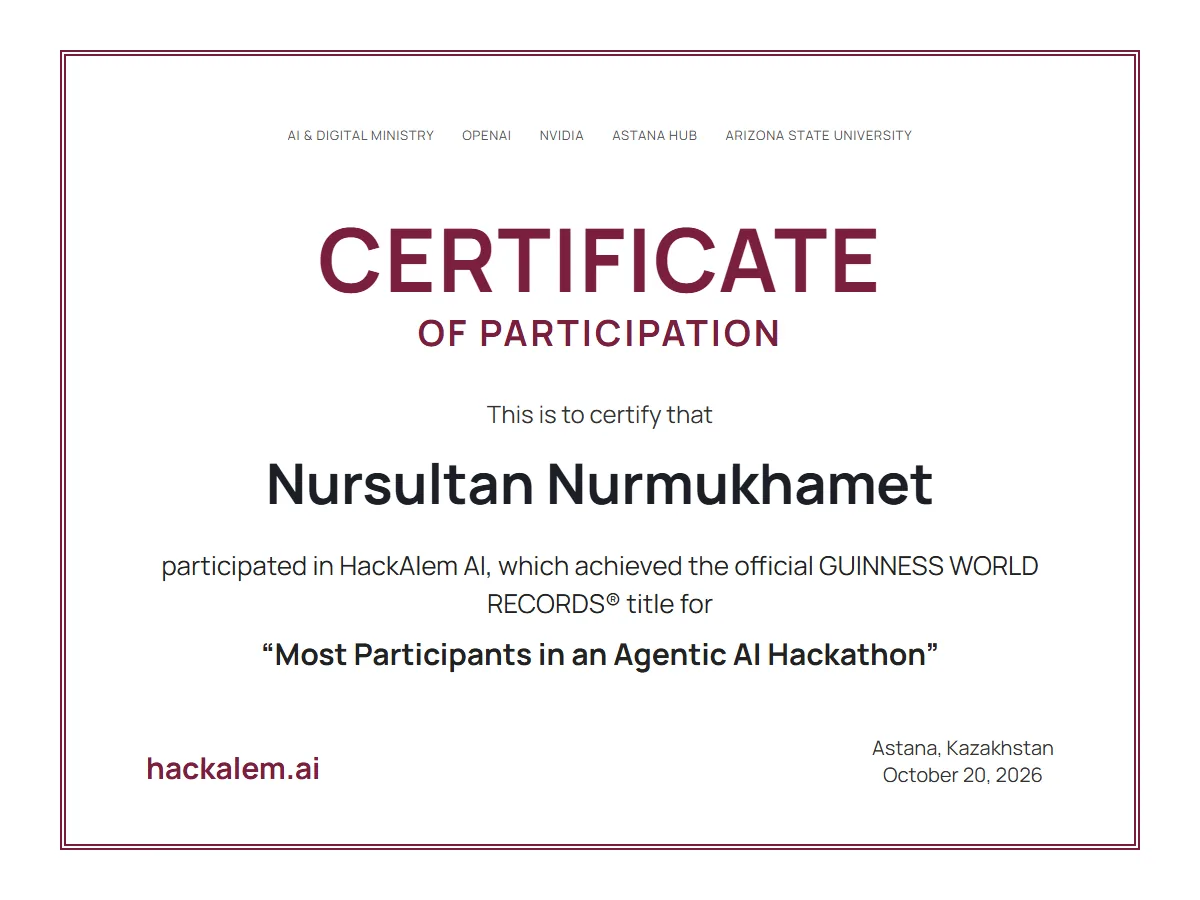 AI & DIGITAL MINISTRY OPENAI NVIDIA ASTANA HUB ARIZONA STATE UNIVERSITY
CERTIFICATE
OF PARTICIPATION
This is to certify that
Nursultan Nurmukhamet
participated in HackAlem AI, which achieved the official GUINNESS WORLD
RECORDS® title for
“Most Participants in an Agentic AI Hackathon”
hackalem.ai
Astana, Kazakhstan
October 20, 2026